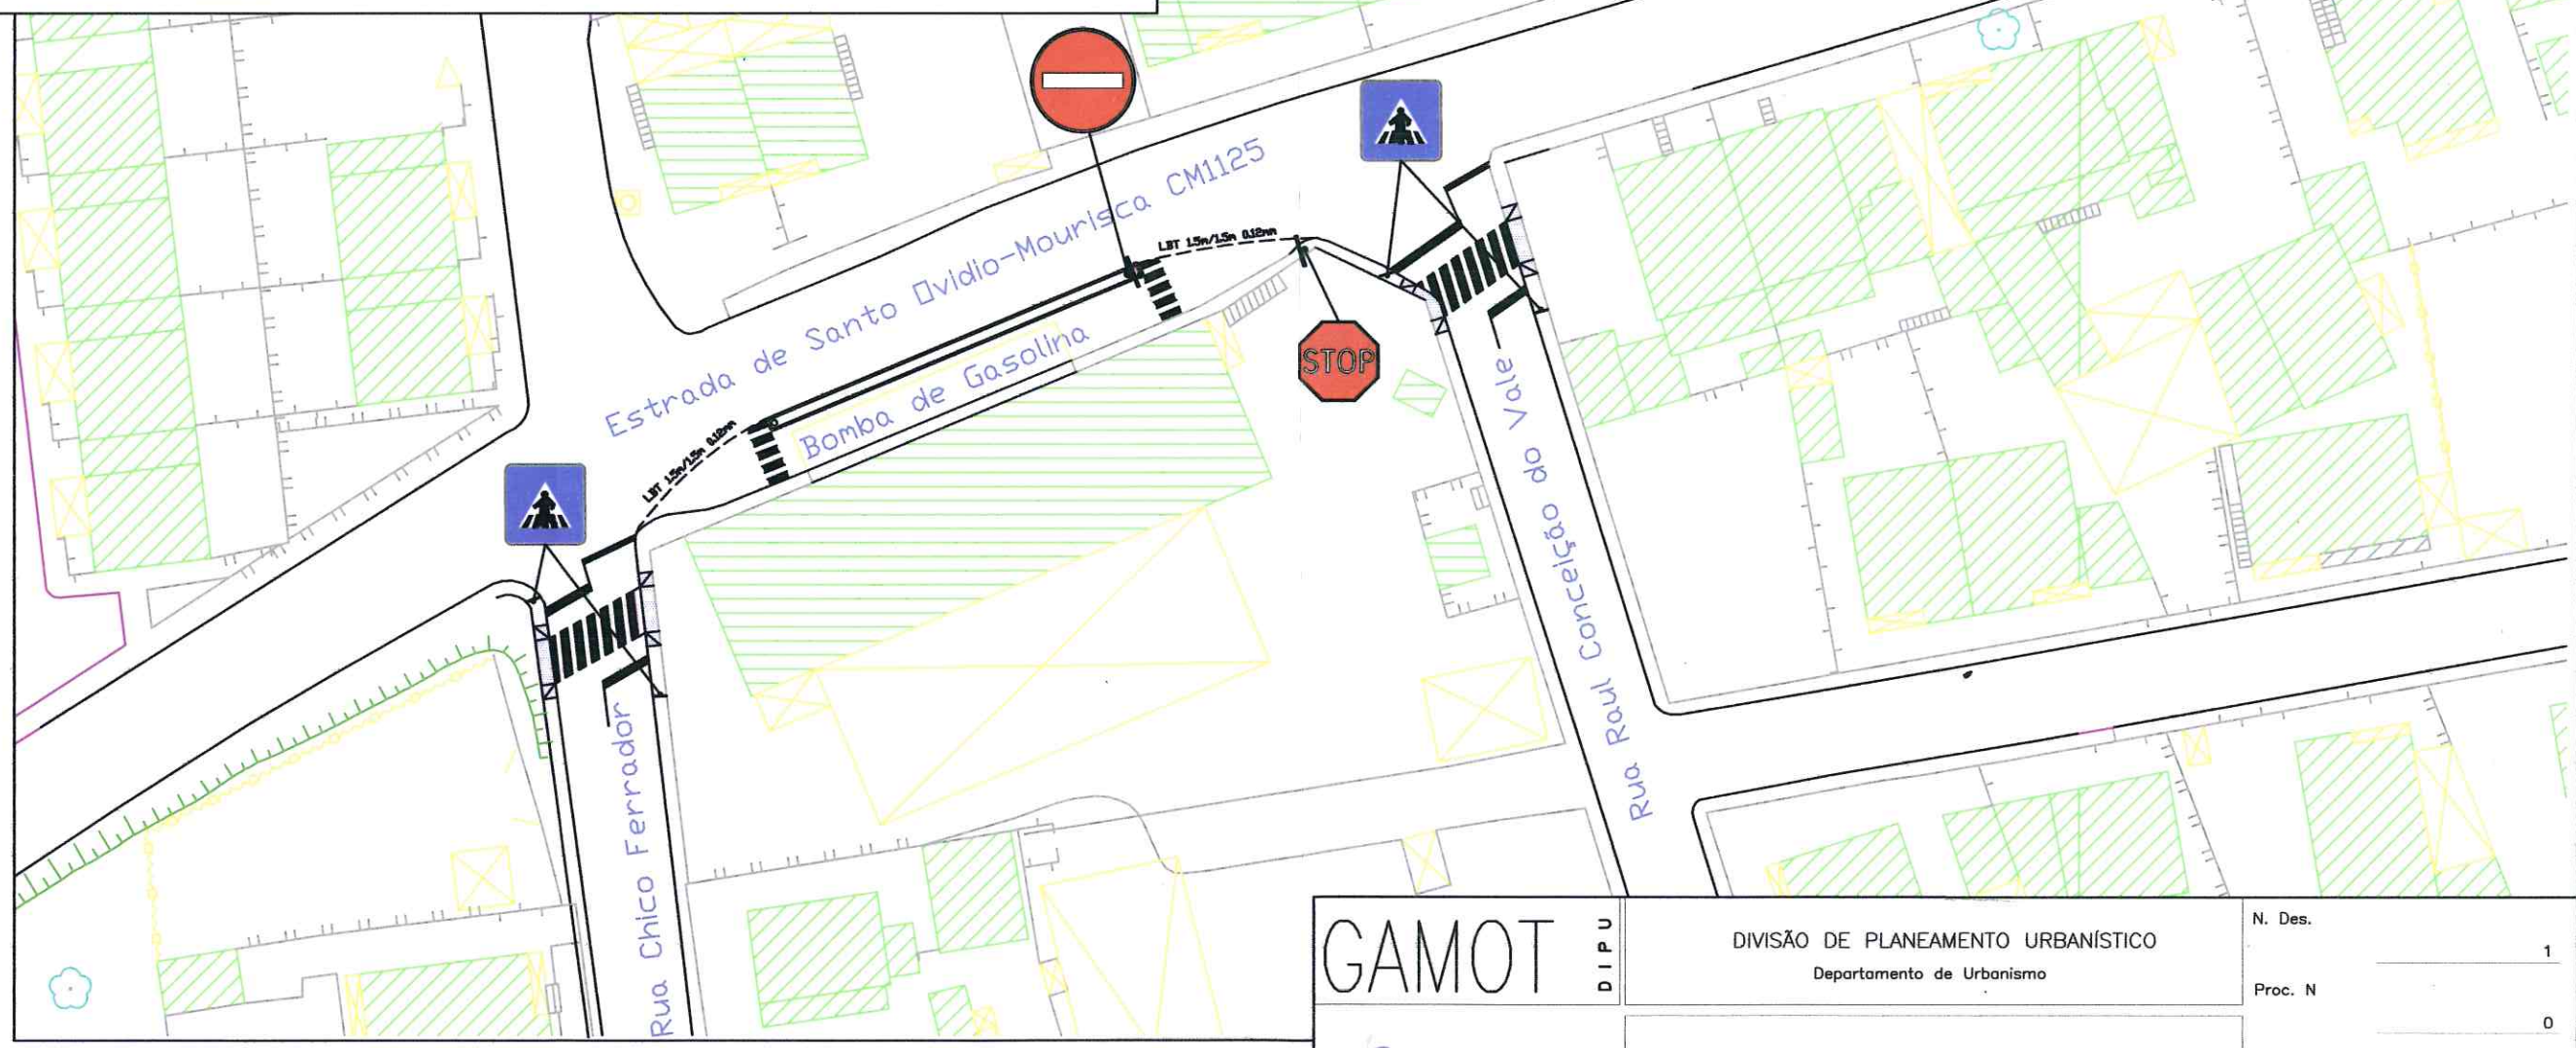 Estrada de Santo Ovidio-Mourisca CM1125
LBT 1.5m/1.5m 0.12mm
STOP
Bomba de Gasolina
LBT 1.5m/1.5m 0.12mm
Rua Raul Conceição do Vale
Rua Chico Ferrador
GAMOT
DIPU
DIVISÃO DE PLANEAMENTO URBANÍSTICO
Departamento de Urbanismo
N. Des.
1
Proc. N
0